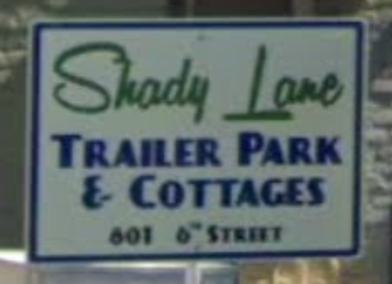 Shady Lane
TRAILER PARK
& COTTAGES
601 6TH STREET